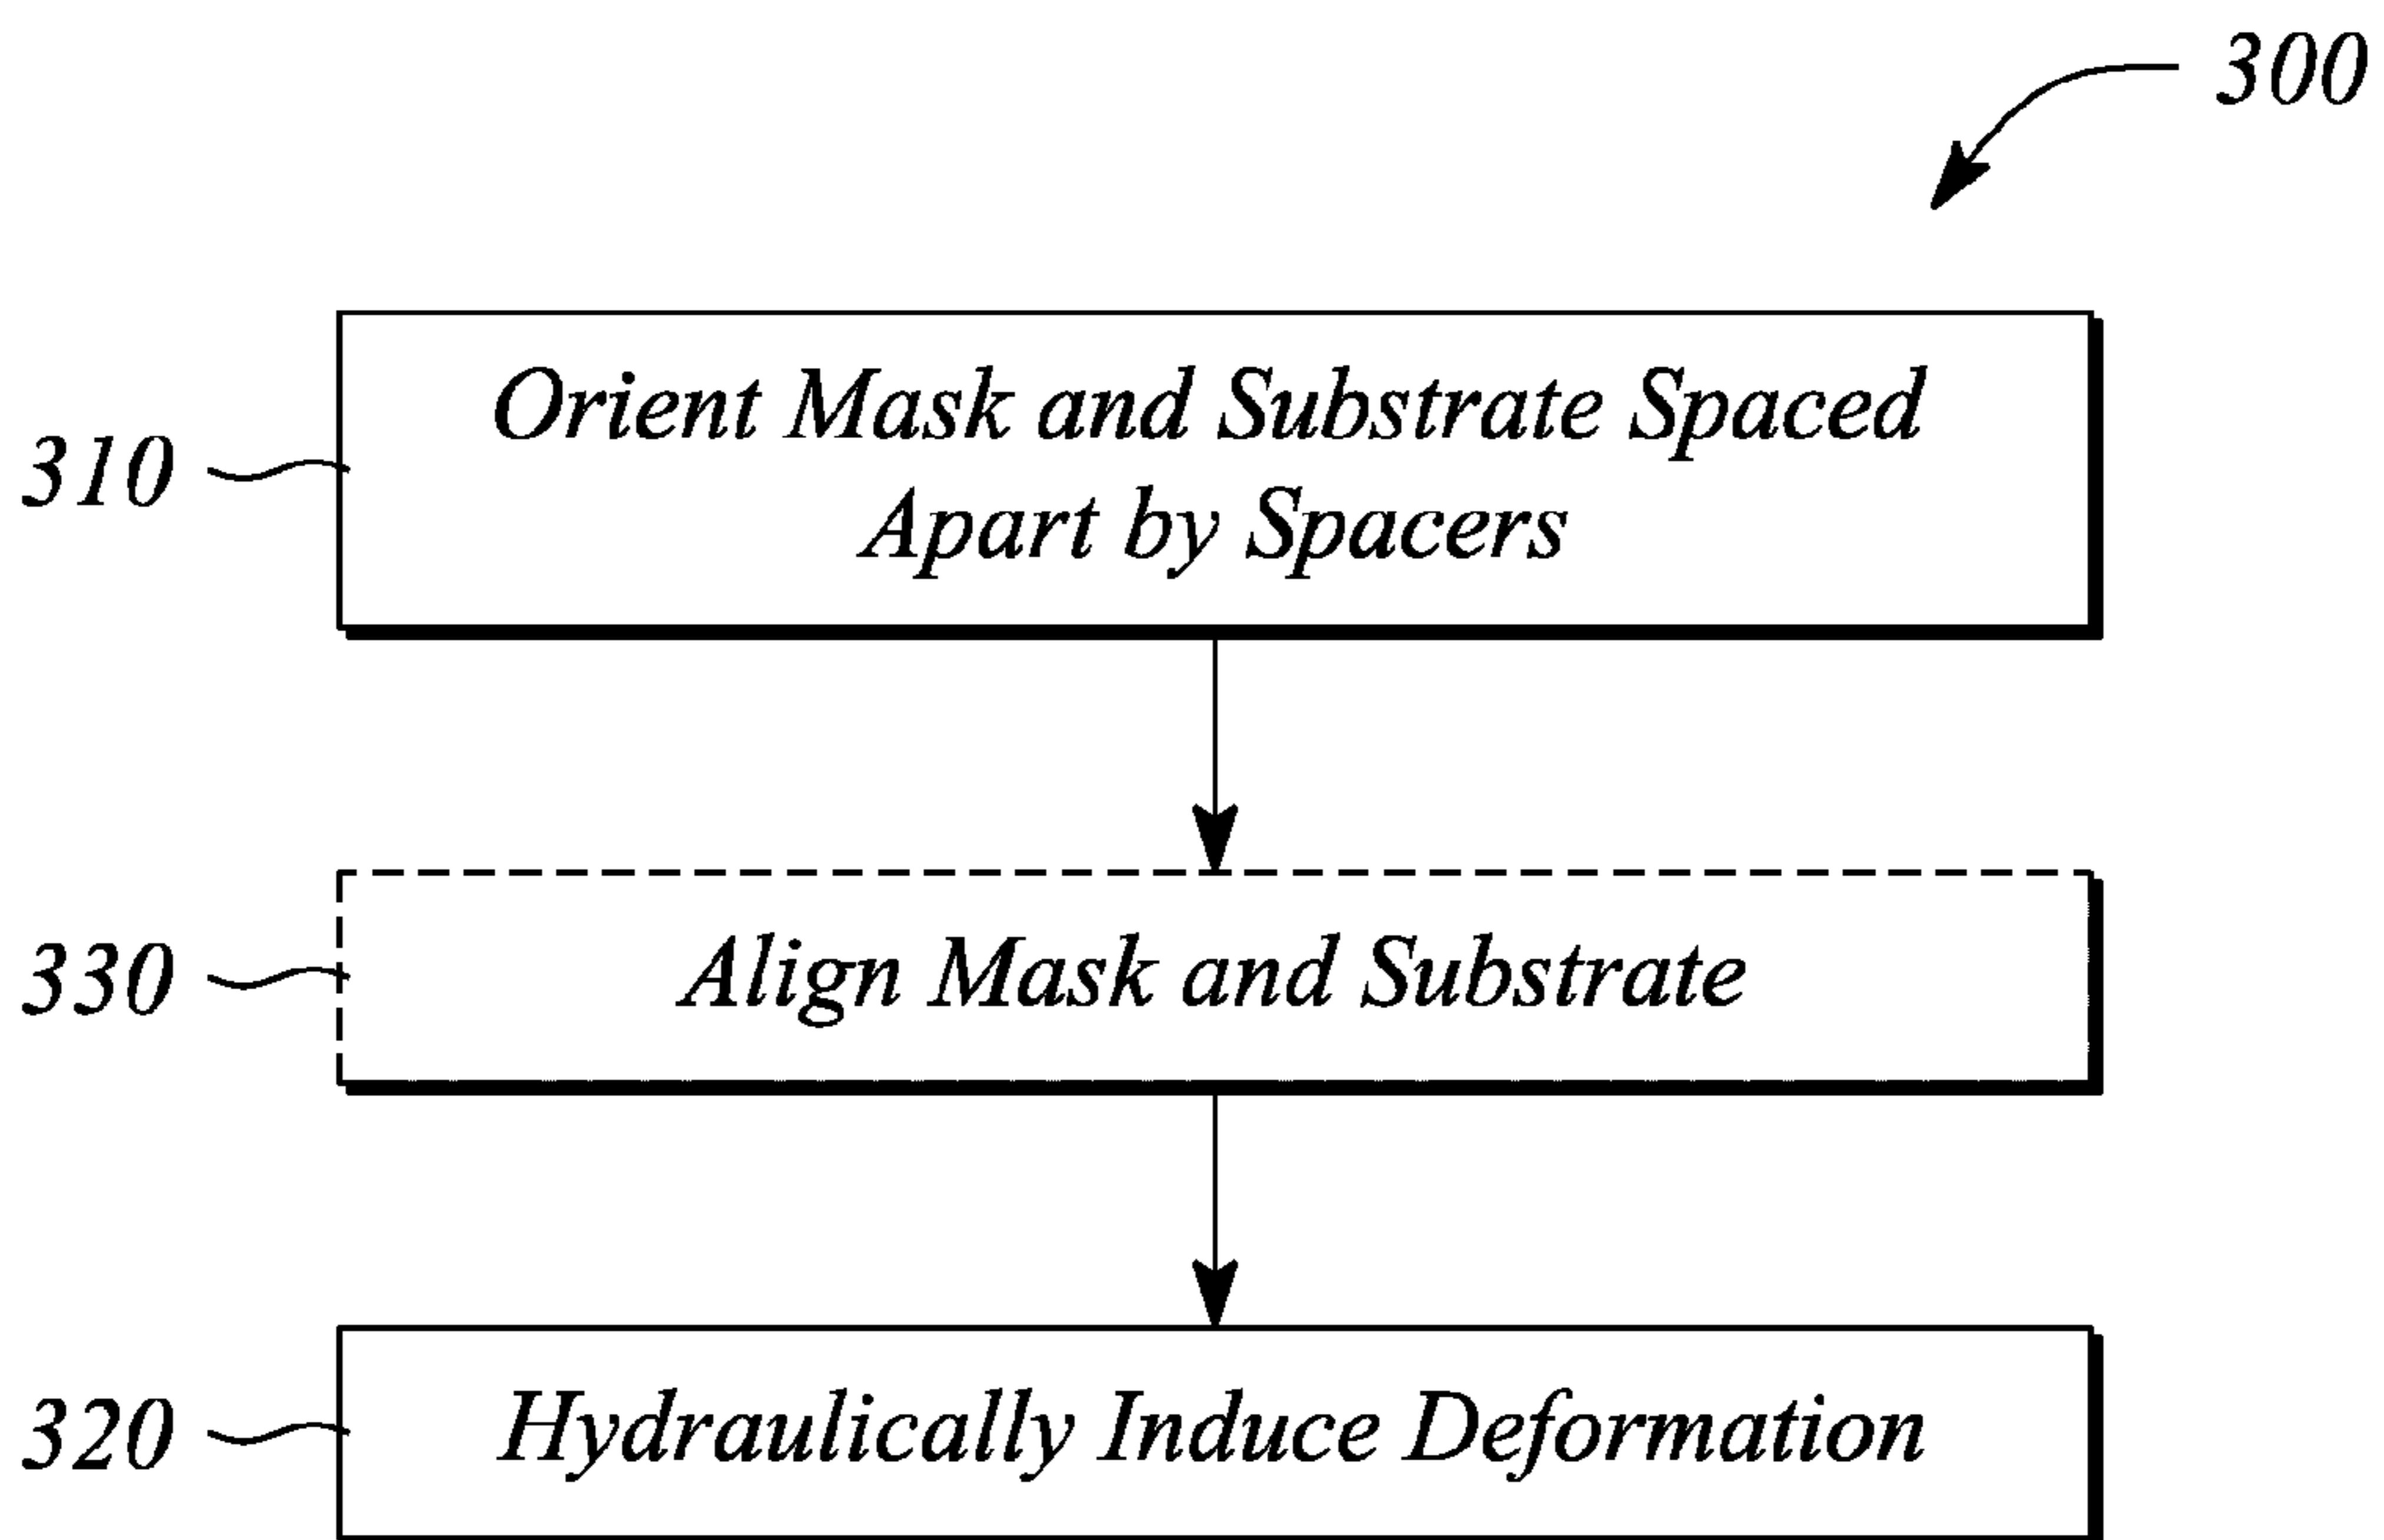 300
310
Orient Mask and Substrate Spaced
Apart by Spacers
330
Align Mask and Substrate
320
Hydraulically Induce Deformation